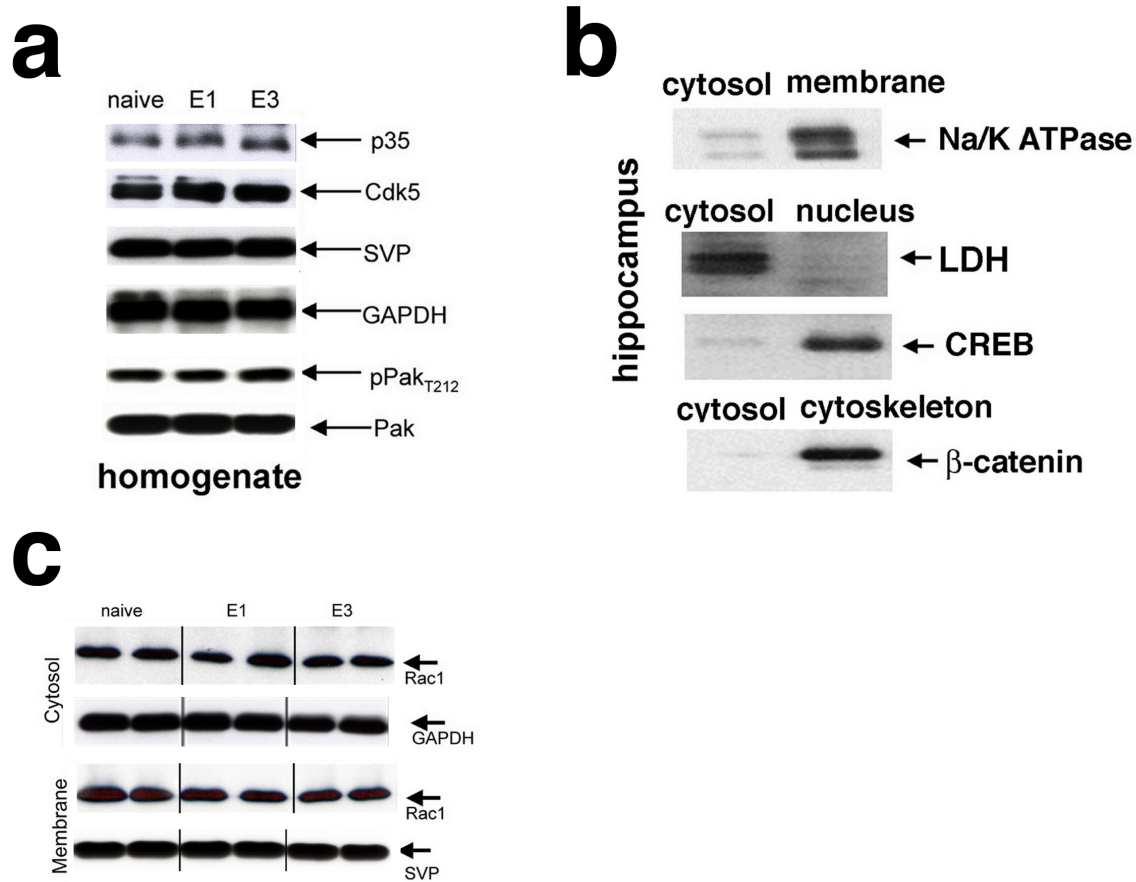 a
naive E1 E3
p35
Cdk5
SVP
GAPDH
pPakT212
Pak
homogenate
b
hippocampus
cytosol membrane
Na/K ATPase
cytosol nucleus
LDH
CREB
cytosol cytoskeleton
β-catenin
c
naive E1 E3
Cytosol
Rac1
GAPDH
Membrane
Rac1
SVP